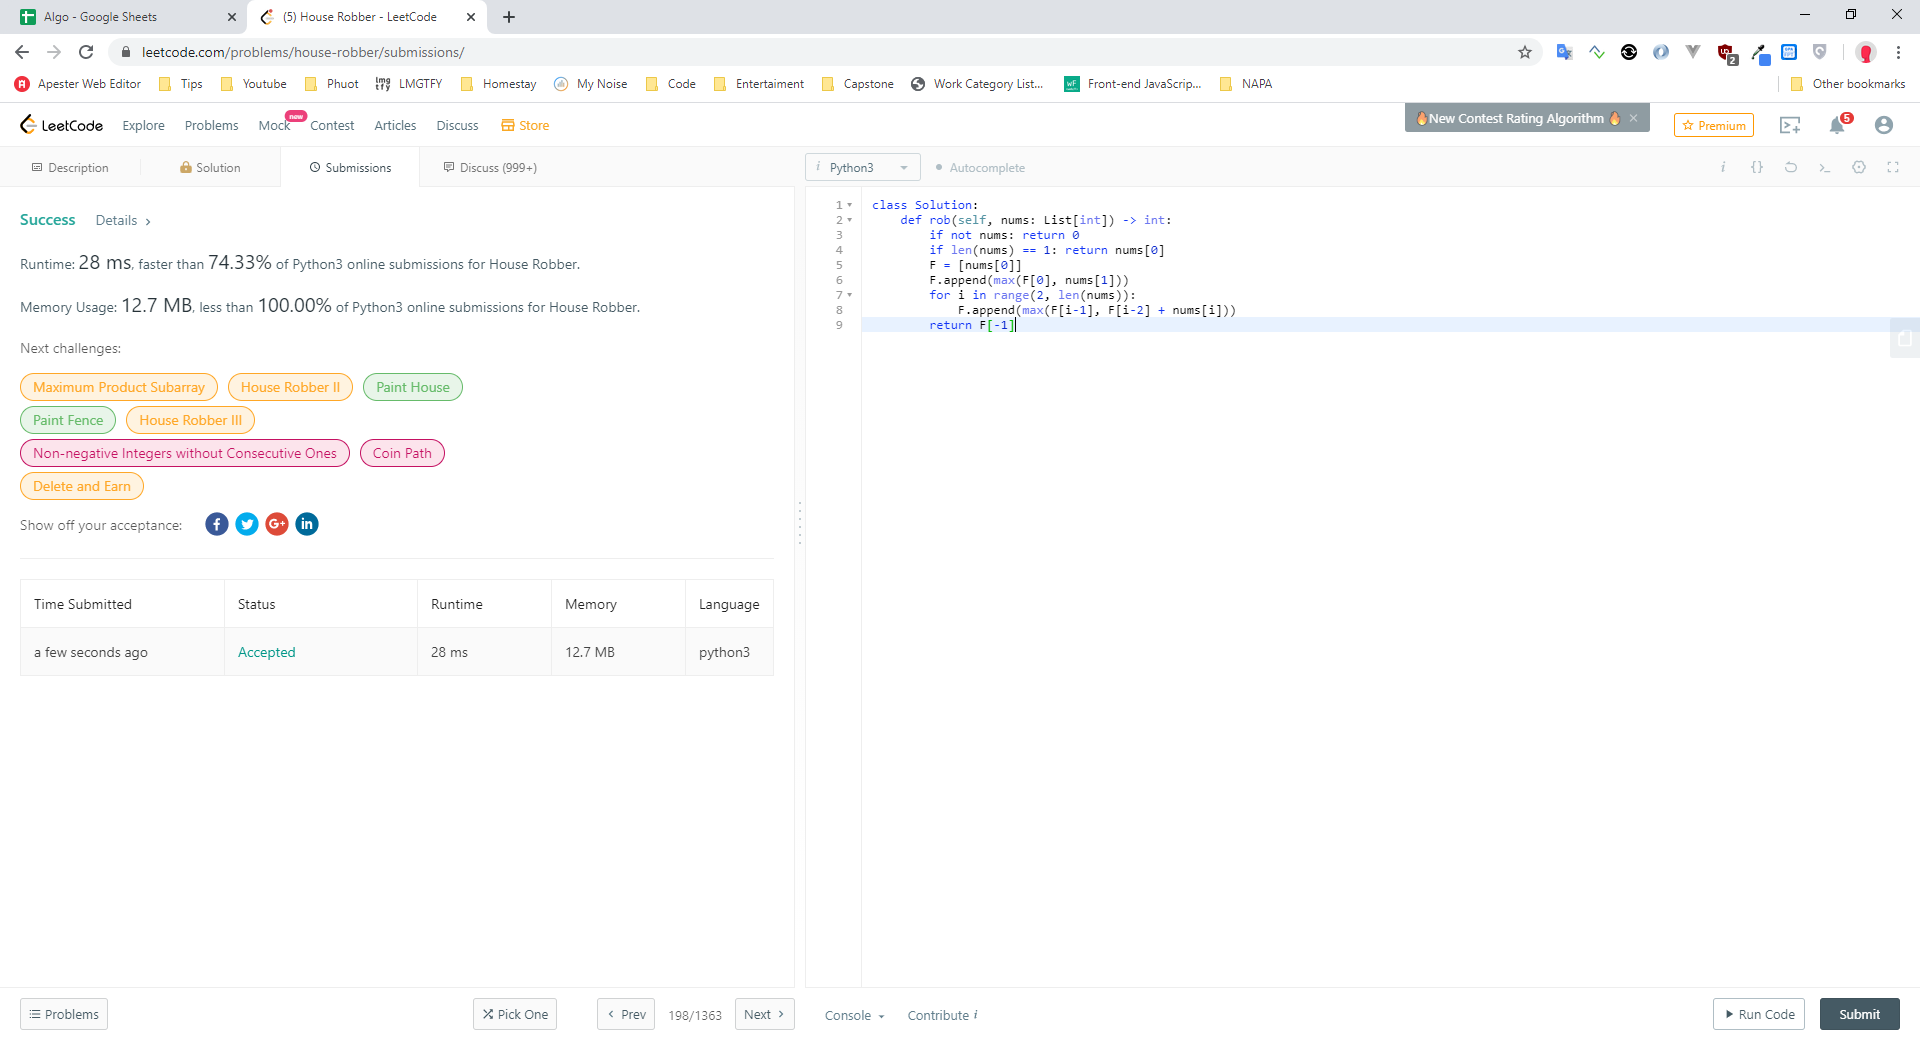 Algo - Google Sheets
(5) House Robber - LeetCode
leetcode.com/problems/house-robber/submissions/
2
Apester Web Editor Tips Youtube Phuot LMGTFY Homestay My Noise Code Entertaiment Capstone Work Category List... Front-end JavaScrip... NAPA Other bookmarks
LeetCode Explore Problems Mock new Contest Articles Discuss Store
New Contest Rating Algorithm
Premium
5
Description Solution Submissions Discuss (999+)
i Python3 Autocomplete
Success Details
Runtime: 28 ms, faster than 74.33% of Python3 online submissions for House Robber.
Memory Usage: 12.7 MB, less than 100.00% of Python3 online submissions for House Robber.
Next challenges:
Maximum Product Subarray House Robber II Paint House
Paint Fence House Robber III
Non-negative Integers without Consecutive Ones Coin Path
Delete and Earn
Show off your acceptance:
Time Submitted Status Runtime Memory Language
a few seconds ago Accepted 28 ms 12.7 MB python3
1 class Solution:
2 def rob(self, nums: List[int]) -> int:
3 if not nums: return 0
4 if len(nums) == 1: return nums[0]
5 F = [nums[0]]
6 F.append(max(F[0], nums[1]))
7 for i in range(2, len(nums)):
8 F.append(max(F[i-1], F[i-2] + nums[i]))
9 return F[-1]
Problems Pick One Prev 198/1363 Next
Console Contribute i
Run Code Submit